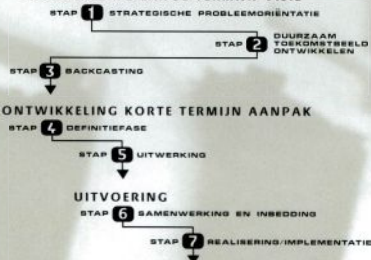 STAP 1 STRATEGISCHE PROBLEEMORIËNTATIE
STAP 2 DUURZAAM
TOEKOMSTBEELD
ONTWIKKELEN
STAP 3 BACKCASTING
ONTWIKKELING KORTE TERMIJN AANPAK
STAP 4 DEFINITIEFASE
STAP 5 UITWERKING
UITVOERING
STAP 6 SAMENWERKING EN INBEDDING
STAP 7 REALISERING/IMPLEMENTATIE